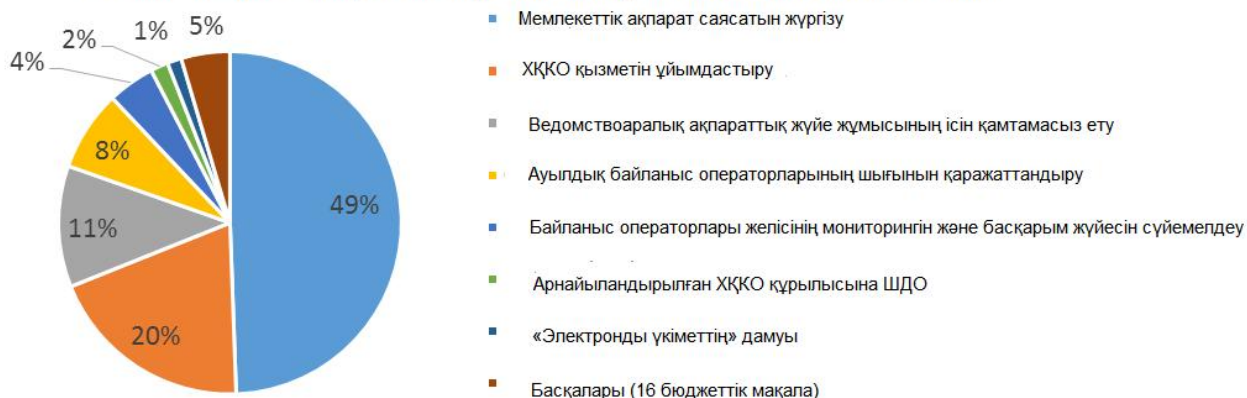 1%
5%
2%
4%
8%
49%
11%
20%
Мемлекеттік ақпарат саясатын жүргізу
ХҚКО қызметін ұйымдастыру
Ведомствоаралық ақпараттық жүйе жұмысының ісін қамтамасыз ету
Ауылдық байланыс операторларының шығынын қаражаттандыру
Байланыс операторлары желісінің мониторингін және басқарым жүйесін сүйемелдеу
Арнайыландырылған ХҚКО құрылысына ШДО
«Электронды үкіметтің» дамуы
Басқалары (16 бюджеттік мақала)